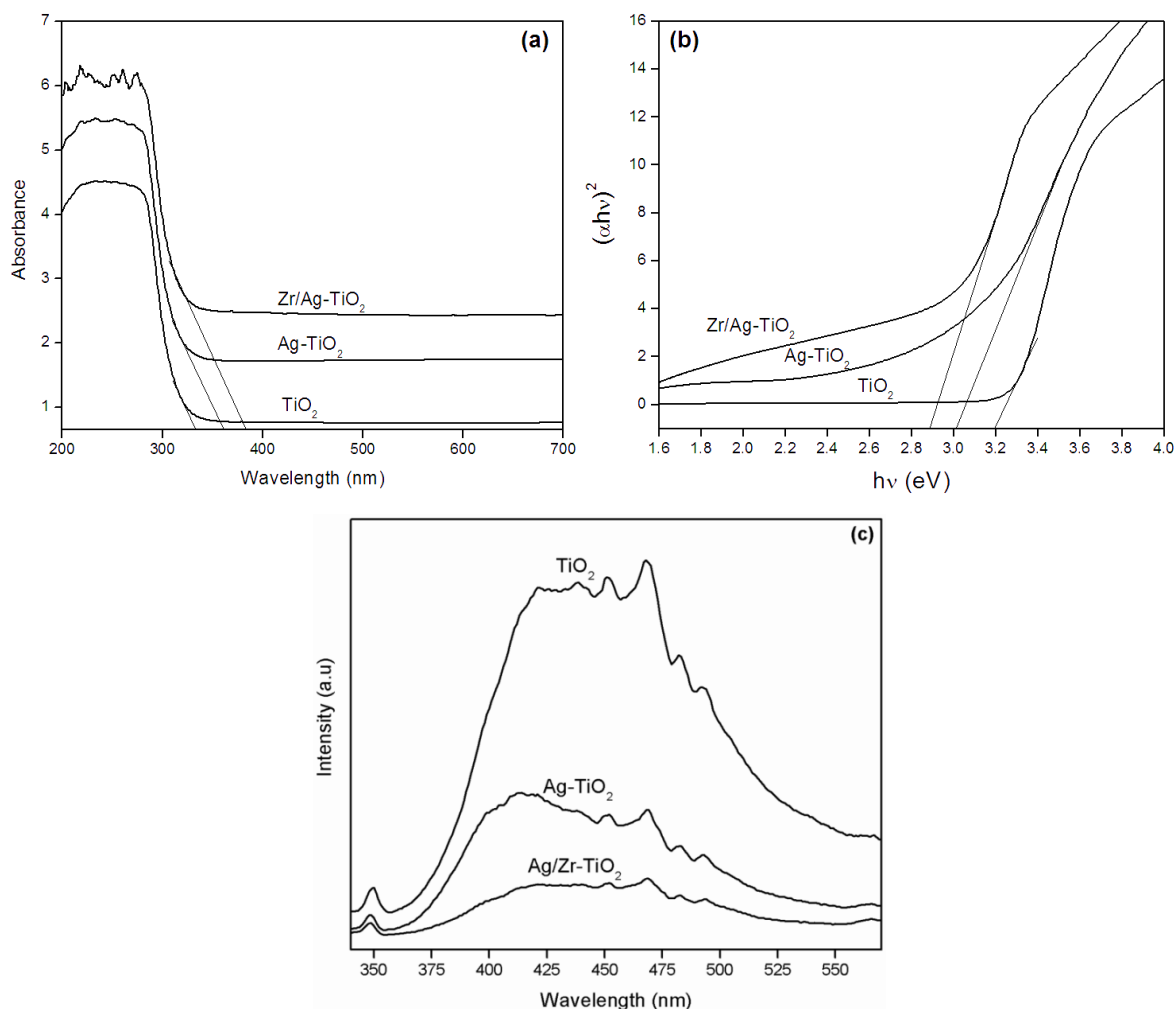 (a)
7
6
5
4
3
2
1
Absorbance
Zr/Ag-TiO2
Ag-TiO2
TiO2
200 300 400 500 600 700
Wavelength (nm)
(b)
16
14
12
10
8
6
4
2
0
(αhν)2
Zr/Ag-TiO2
Ag-TiO2
TiO2
1.6 1.8 2.0 2.2 2.4 2.6 2.8 3.0 3.2 3.4 3.6 3.8 4.0
hν (eV)
(c)
Intensity (a.u)
TiO2
Ag-TiO2
Ag/Zr-TiO2
350 375 400 425 450 475 500 525 550
Wavelength (nm)